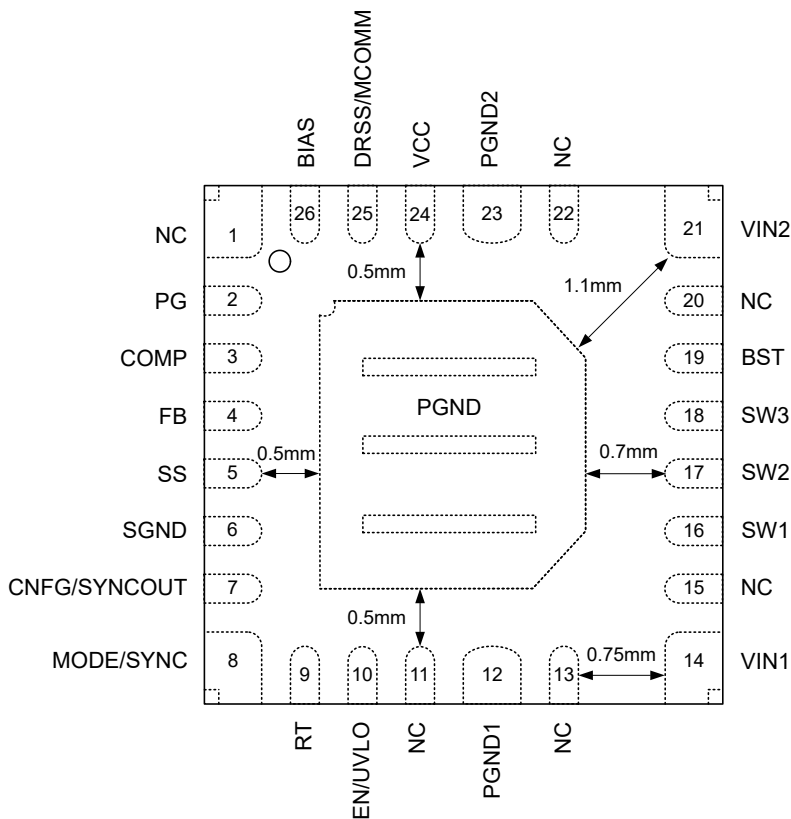 BIAS
DRSS/MCOMM
VCC
PGND2
NC
26
25
24
23
22
NC
1
21
VIN2
0.5mm
1.1mm
PG
2
20
NC
COMP
3
19
BST
FB
4
PGND
18
SW3
0.5mm
0.7mm
SS
5
17
SW2
SGND
6
16
SW1
CNFG/SYNCOUT
7
15
NC
0.5mm
0.75mm
MODE/SYNC
8
14
VIN1
9
10
11
12
13
RT
EN/UVLO
NC
PGND1
NC